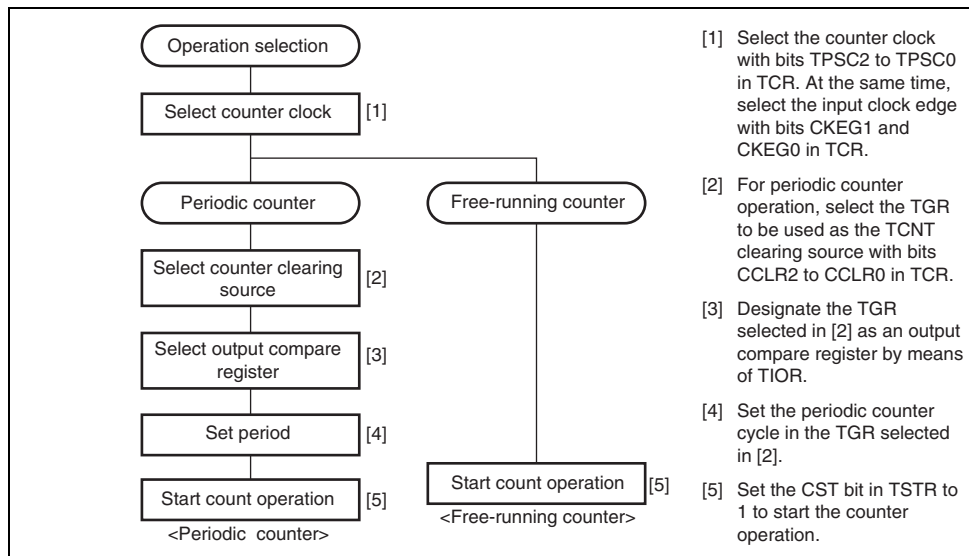 Operation selection
Select counter clock
[1]
Periodic counter
Free-running counter
Select counter clearing
source
[2]
Select output compare
register
[3]
Set period
[4]
Start count operation
[5]
<Periodic counter>
Start count operation
[5]
<Free-running counter>
[1] Select the counter clock
with bits TPSC2 to TPSC0
in TCR. At the same time,
select the input clock edge
with bits CKEG1 and
CKEG0 in TCR.
[2] For periodic counter
operation, select the TGR
to be used as the TCNT
clearing source with bits
CCLR2 to CCLR0 in TCR.
[3] Designate the TGR
selected in [2] as an output
compare register by means
of TIOR.
[4] Set the periodic counter
cycle in the TGR selected
in [2].
[5] Set the CST bit in TSTR to
1 to start the counter
operation.